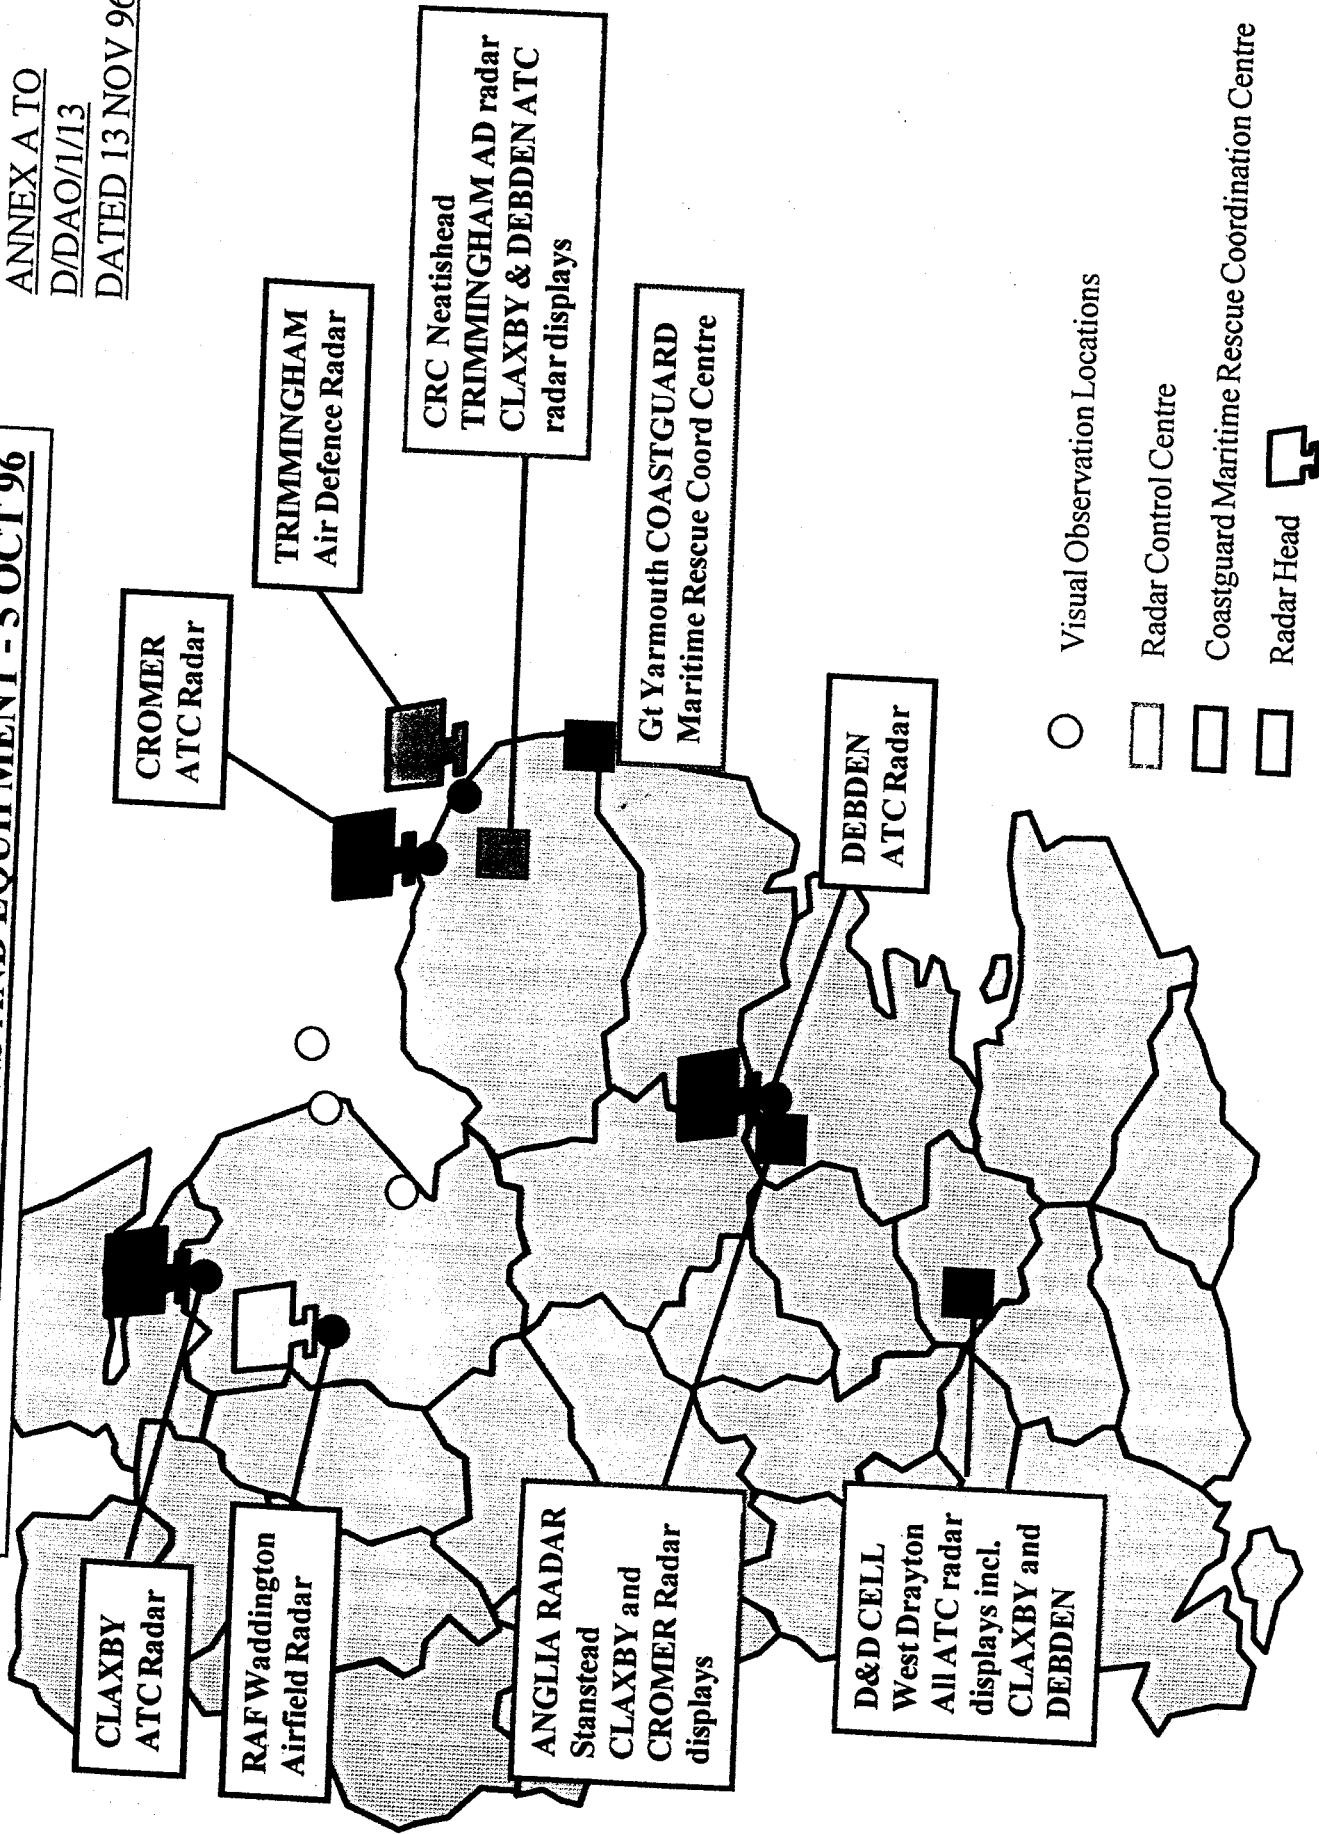 ANNEX A TO
D/DAO/1/13
DATED 13 NOV 96
AND EQUIPMENT - 5 OCT 96
CROMER
ATC Radar
TRIMMINGHAM
Air Defence Radar
CRC Neatishead
TRIMMINGHAM AD radar
CLAXBY & DEBDEN ATC
radar displays
Gt Yarmouth COASTGUARD
Maritime Rescue Coord Centre
DEBDEN
ATC Radar
CLAXBY
ATC Radar
RAF Waddington
Airfield Radar
ANGLIA RADAR
Stanstead
CLAXBY and
CROMER Radar
displays
D&D CELL
West Drayton
All ATC radar
displays incl.
CLAXBY and
DEBDEN
Visual Observation Locations
Radar Control Centre
Coastguard Maritime Rescue Coordination Centre
Radar Head